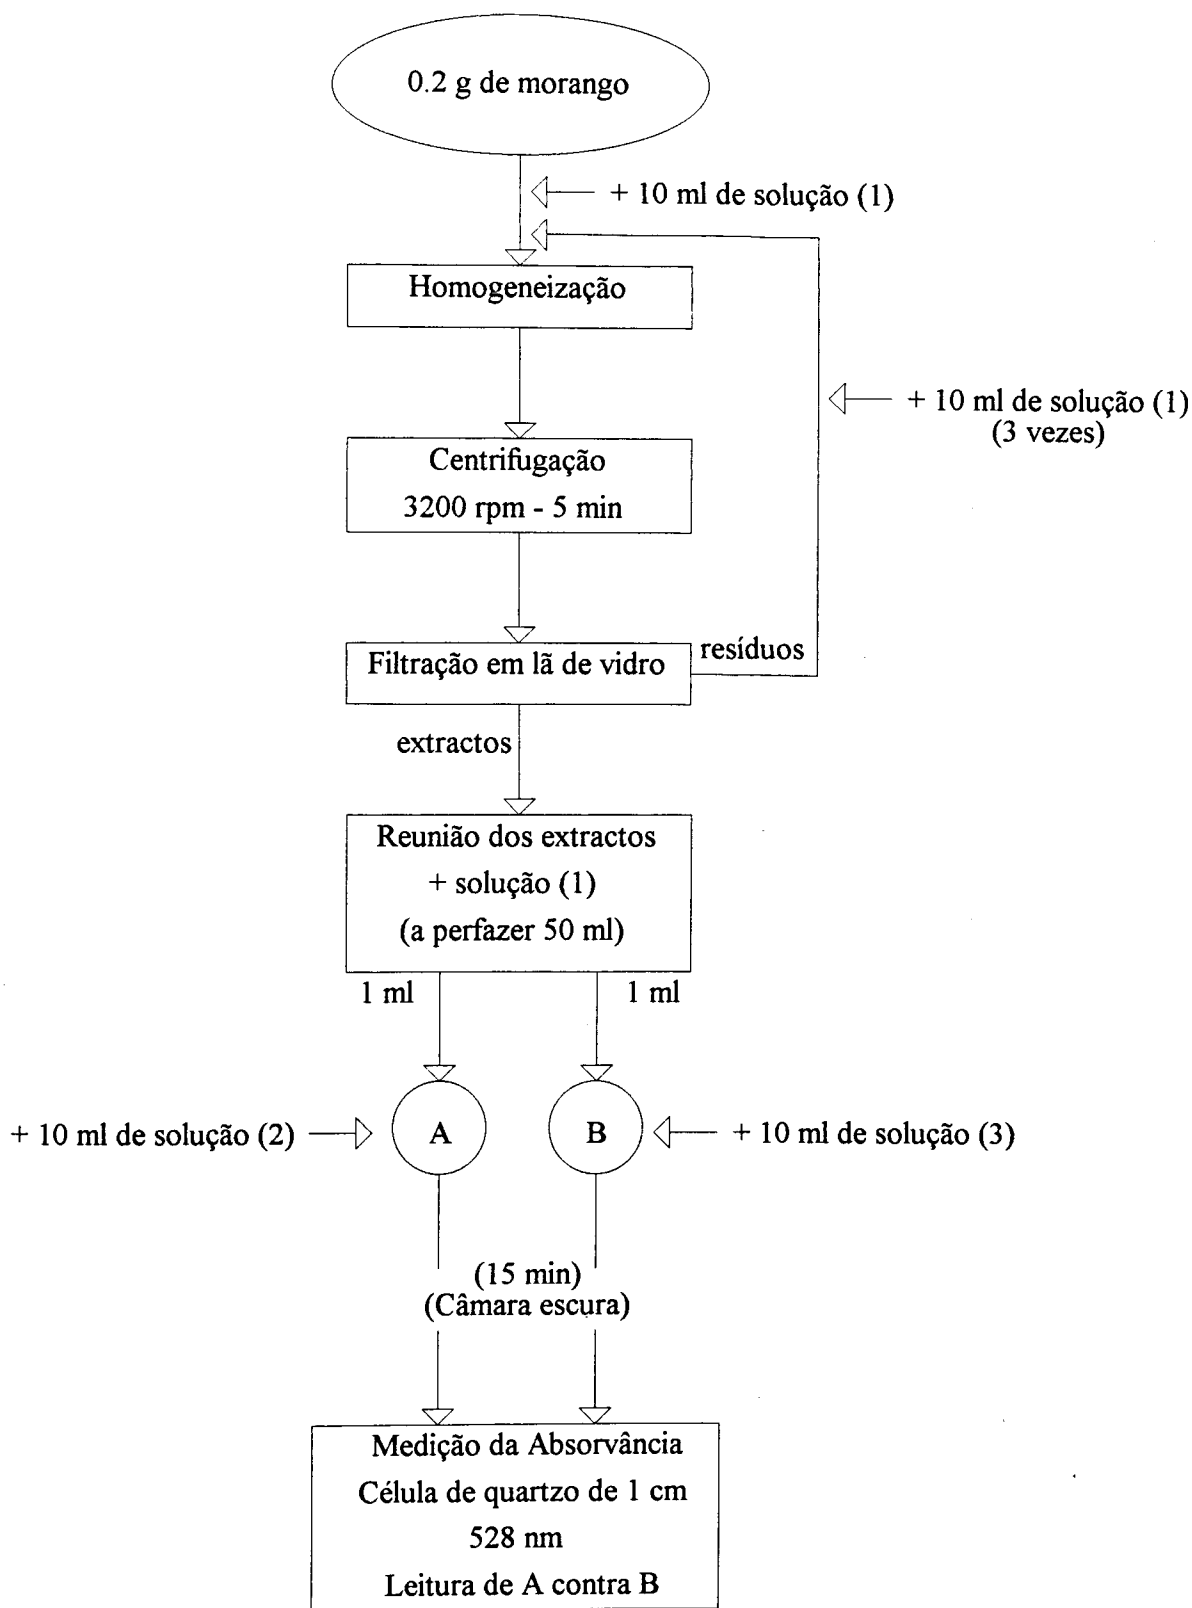 0.2 g de morango
+ 10 ml de solução (1)
Homogeneização
+ 10 ml de solução (1)
(3 vezes)
Centrifugação
3200 rpm - 5 min
Filtração em lã de vidro
resíduos
extractos
Reunião dos extractos
+ solução (1)
(a perfazer 50 ml)
1 ml
1 ml
+ 10 ml de solução (2)
A
B
+ 10 ml de solução (3)
(15 min)
(Câmara escura)
Medição da Absorvância
Célula de quartzo de 1 cm
528 nm
Leitura de A contra B